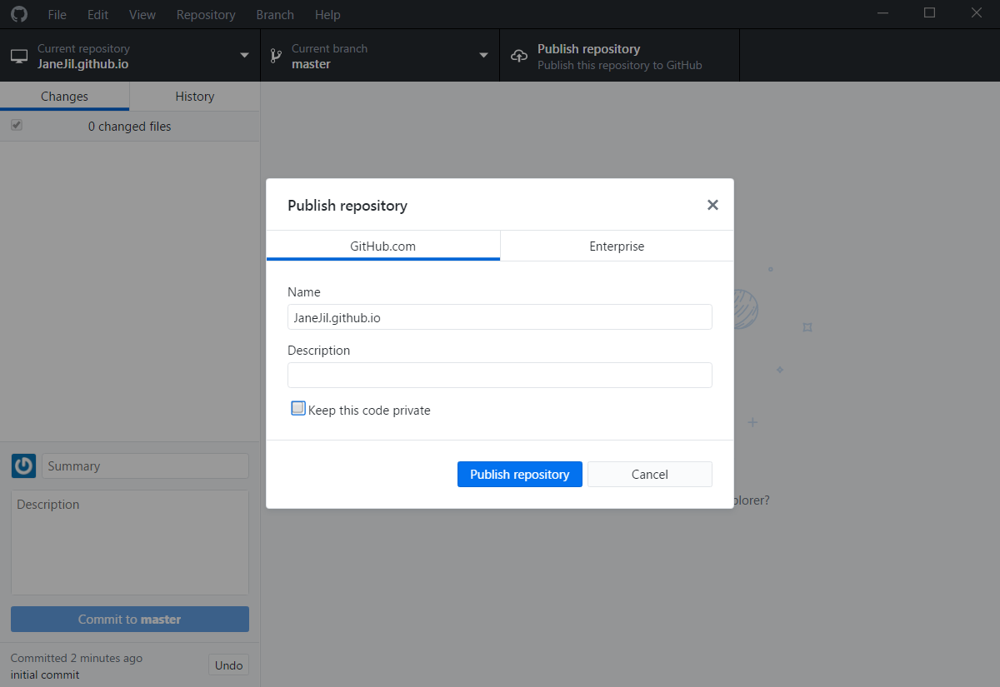 File Edit View Repository Branch Help
Current repository
JaneJil.github.io
Current branch
master
Publish repository
Publish this repository to GitHub
Changes History
0 changed files
Publish repository
GitHub.com Enterprise
Name
JaneJil.github.io
Description
Keep this code private
Publish repository Cancel
plorer?
Summary
Description
Commit to master
Committed 2 minutes ago
initial commit
Undo